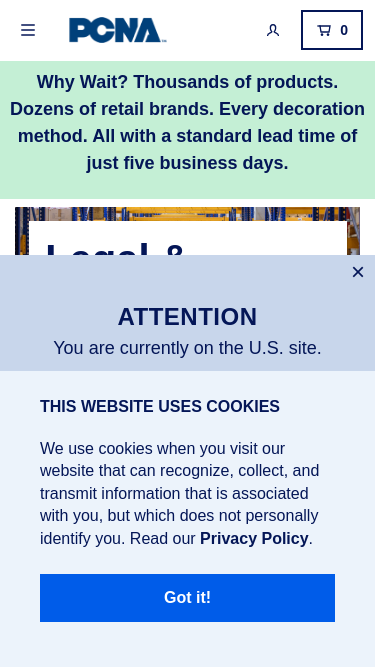 PCNA
0
Why Wait? Thousands of products.
Dozens of retail brands. Every decoration
method. All with a standard lead time of
just five business days.
Legal &
ATTENTION
You are currently on the U.S. site.
THIS WEBSITE USES COOKIES
We use cookies when you visit our
website that can recognize, collect, and
transmit information that is associated
with you, but which does not personally
identify you. Read our Privacy Policy.
Got it!